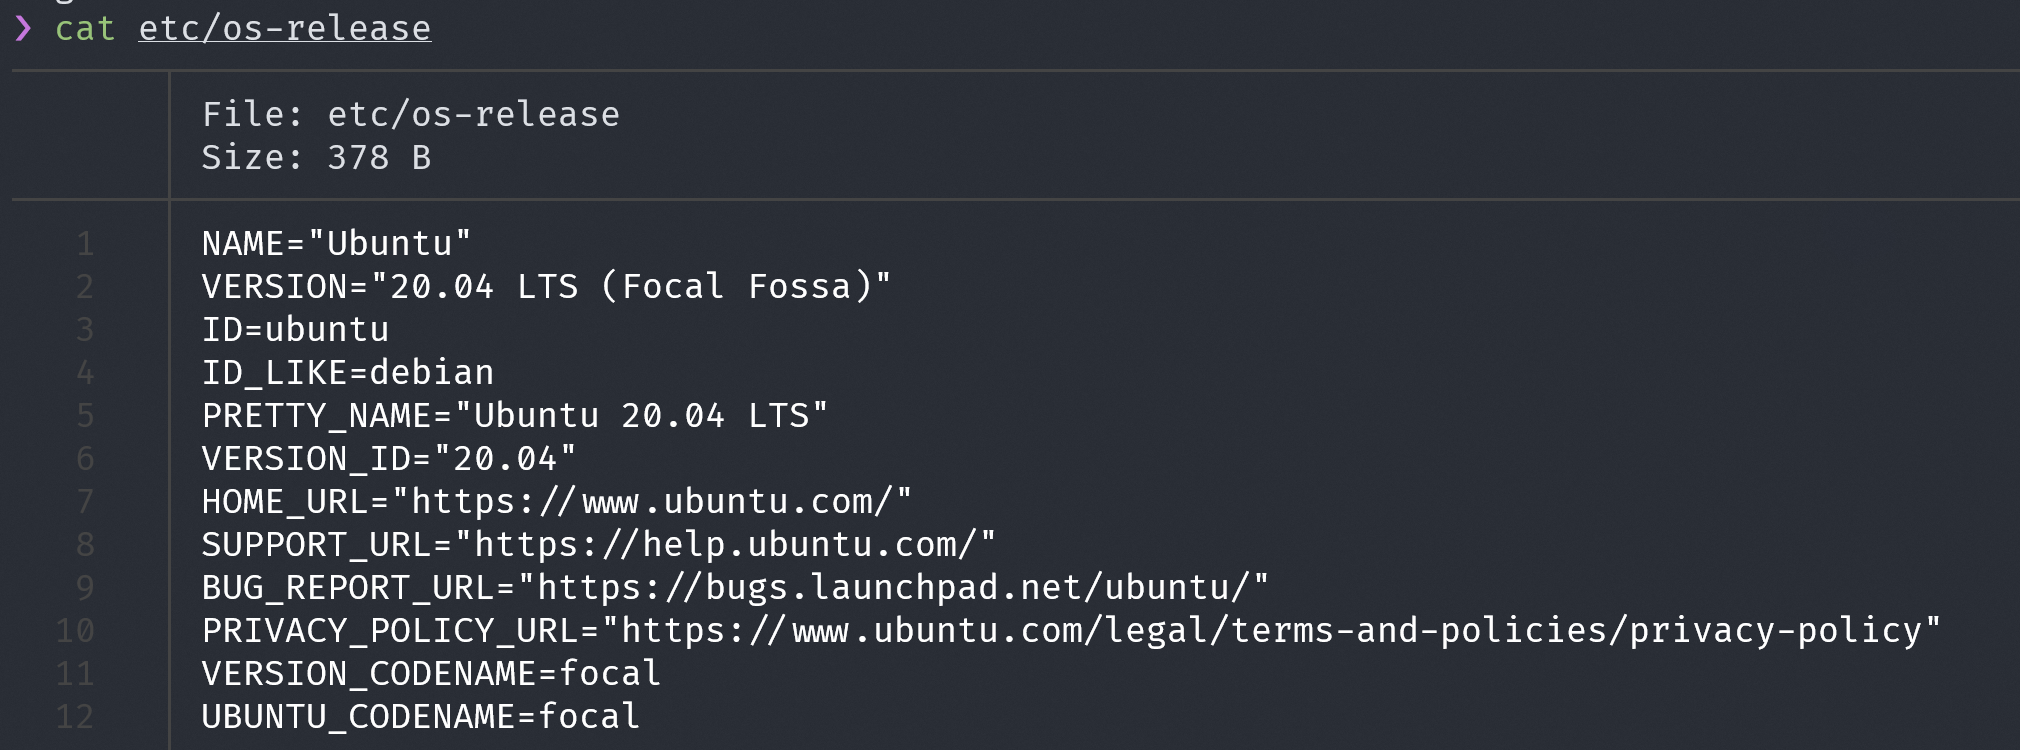 ❯ cat etc/os-release
File: etc/os-release
Size: 378 B
1 NAME="Ubuntu"
2 VERSION="20.04 LTS (Focal Fossa)"
3 ID=ubuntu
4 ID_LIKE=debian
5 PRETTY_NAME="Ubuntu 20.04 LTS"
6 VERSION_ID="20.04"
7 HOME_URL="https://www.ubuntu.com/"
8 SUPPORT_URL="https://help.ubuntu.com/"
9 BUG_REPORT_URL="https://bugs.launchpad.net/ubuntu/"
10 PRIVACY_POLICY_URL="https://www.ubuntu.com/legal/terms-and-policies/privacy-policy"
11 VERSION_CODENAME=focal
12 UBUNTU_CODENAME=focal